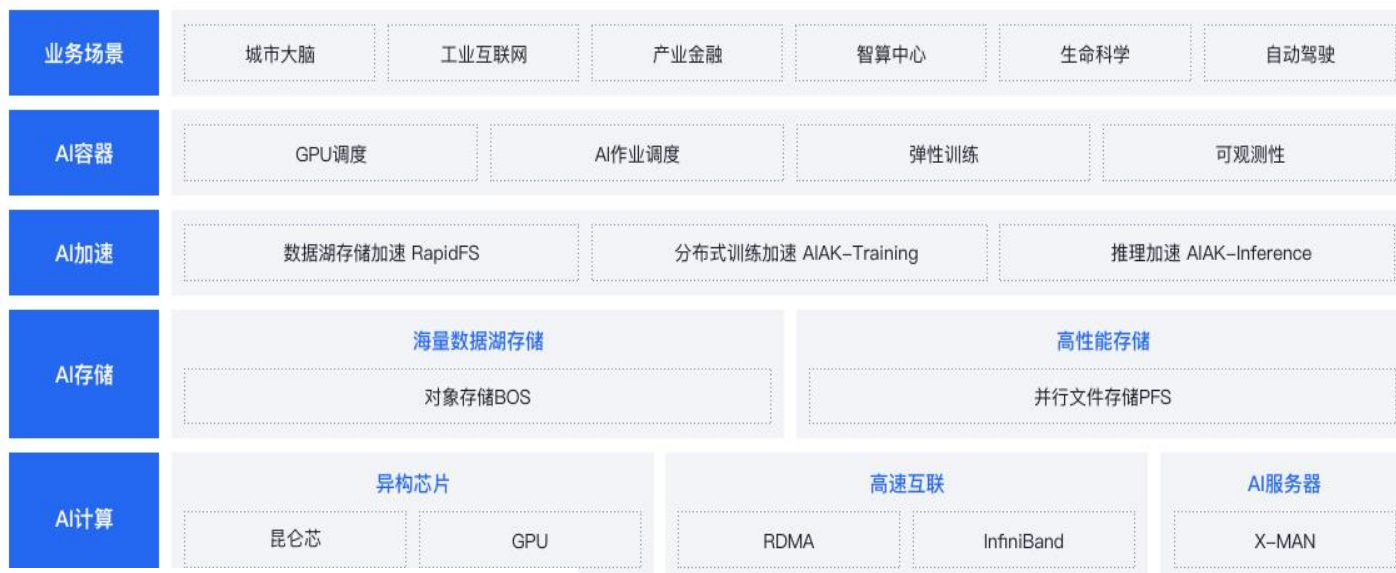 业务场景 城市大脑 工业互联网 产业金融 智算中心 生命科学 自动驾驶
AI容器 GPU调度 AI作业调度 弹性训练 可观测性
AI加速 数据湖存储加速 RapidFS 分布式训练加速 AIAK-Training 推理加速 AIAK-Inference
海量数据湖存储 高性能存储
AI存储
对象存储BOS 并行文件存储PFS
异构芯片 高速互联 AI服务器
AI计算
昆仑芯 GPU RDMA InfiniBand X-MAN